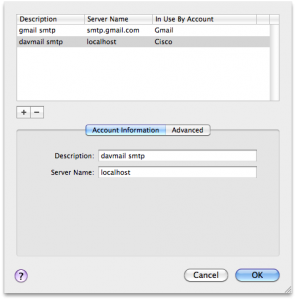 Description Server Name In Use By Account
gmail smtp smtp.gmail.com Gmail
davmail smtp localhost Cisco
+ −
Account Information Advanced
Description: davmail smtp
Server Name: localhost
? Cancel OK